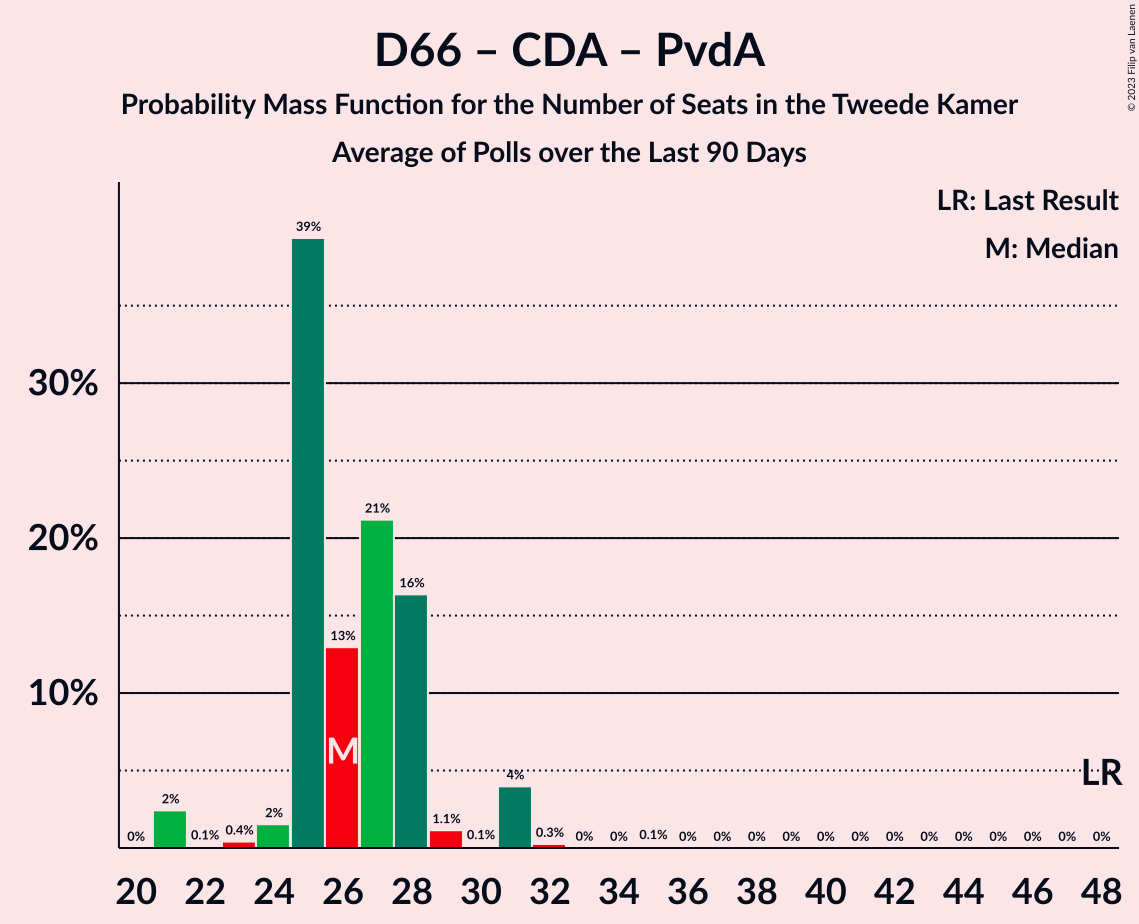 D66 – CDA – PvdA
Probability Mass Function for the Number of Seats in the Tweede Kamer
Average of Polls over the Last 90 Days
© 2023 Filip van Laenen
LR: Last Result
M: Median
30%
20%
10%
0% 2% 0.1% 0.4% 2% 39% 13% 21% 16% 1.1% 0.1% 4% 0.3% 0% 0% 0.1% 0% 0% 0% 0% 0% 0% 0% 0% 0% 0% 0% 0% 0%
M
LR
20 22 24 26 28 30 32 34 36 38 40 42 44 46 48